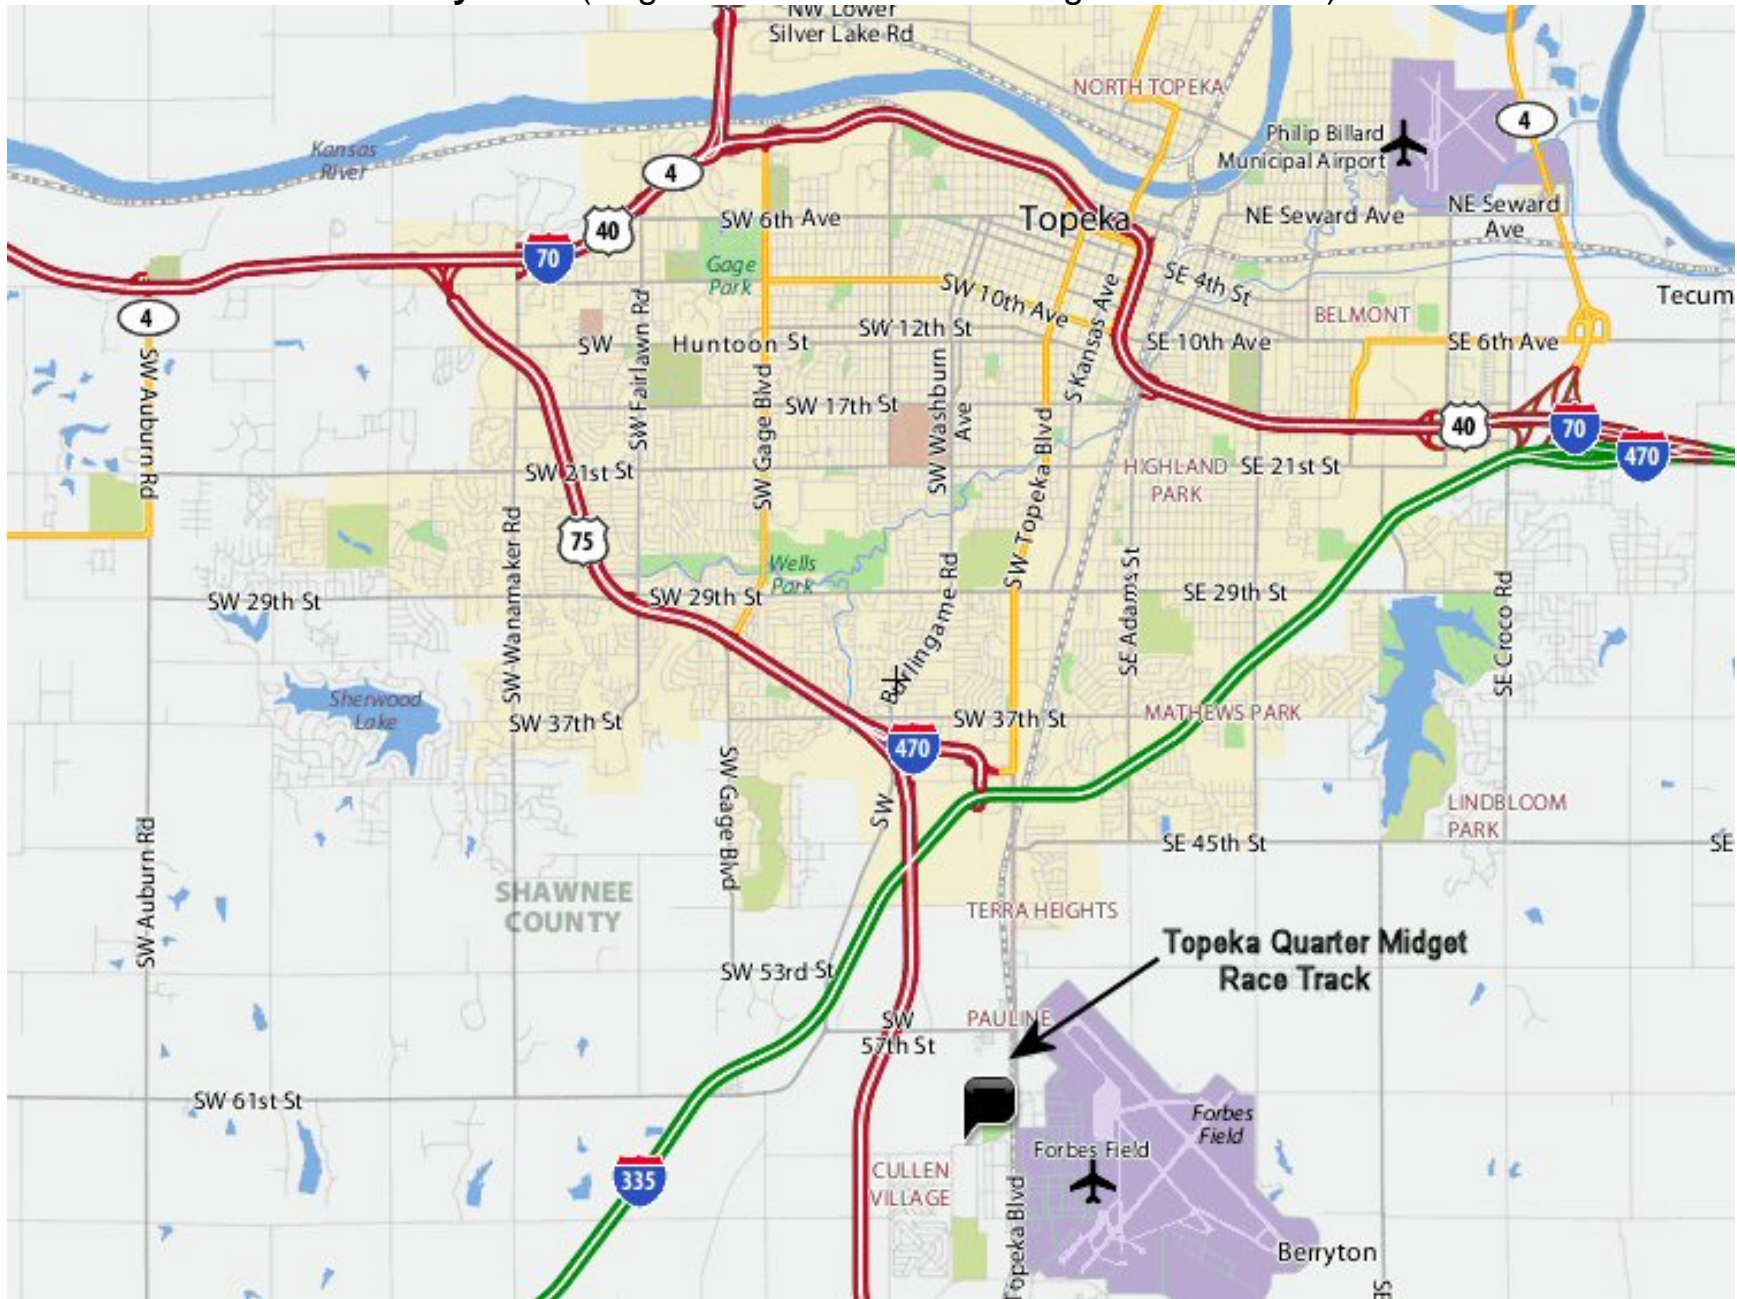 NW Lower
Silver Lake Rd
NORTH TOPEKA
4
Philip Billard
Municipal Airport
Kansas
River
4
40
70
SW 6th Ave
Topeka
NE Seward Ave
NE Seward
Ave
Gage
Park
SW 10th Ave
SE 4th St
Tecum
4
SW Fairlawn Rd
S Kansas Ave
BELMONT
SW
Huntoon St
SW 12th St
SE 10th Ave
SE 6th Ave
SW Auburn Rd
SW Gage Blvd
SW 17th St
SW Washburn
Ave
SW Topeka Blvd
40
70
470
SW 21st St
HIGHLAND
PARK
SE 21st St
75
SW Wanamaker Rd
Wells
Park
Burlingame Rd
SE Adams St
SW 29th St
SW 29th St
SE 29th St
SE Croco Rd
Sherwood
Lake
SW 37th St
SW 37th St
MATHEWS PARK
470
SW Gage Blvd
SW
LINDBLOOM
PARK
SE 45th St
SE
SW Auburn Rd
SHAWNEE
COUNTY
TERRA HEIGHTS
Topeka Quarter Midget
Race Track
SW 53rd St
PAULINE
SW
57th St
SW 61st St
Forbes
Field
Forbes Field
335
CULLEN
VILLAGE
Topeka Blvd
Berryton
SE